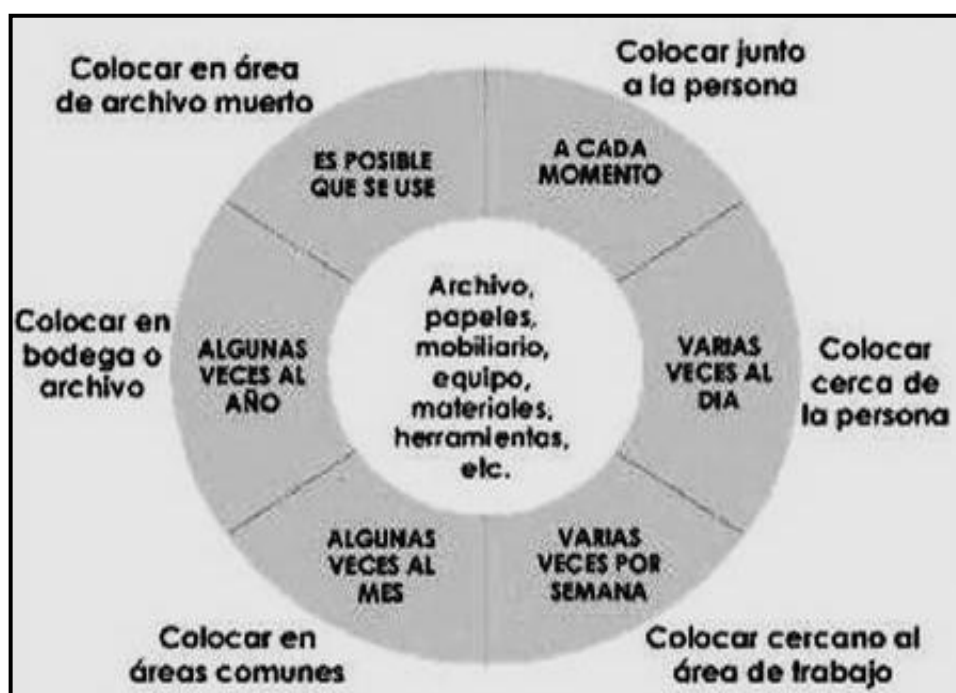 Colocar en área
de archivo muerto
Colocar junto
a la persona
ES POSIBLE
QUE SE USE
A CADA
MOMENTO
Colocar en
bodega o
archivo
ALGUNAS
VECES AL
AÑO
Archivo,
papeles,
mobiliario,
equipo,
materiales,
herramientas,
etc.
VARIAS
VECES AL
DIA
Colocar
cerca de
la persona
ALGUNAS
VECES AL
MES
VARIAS
VECES POR
SEMANA
Colocar en
áreas comunes
Colocar cercano al
área de trabajo